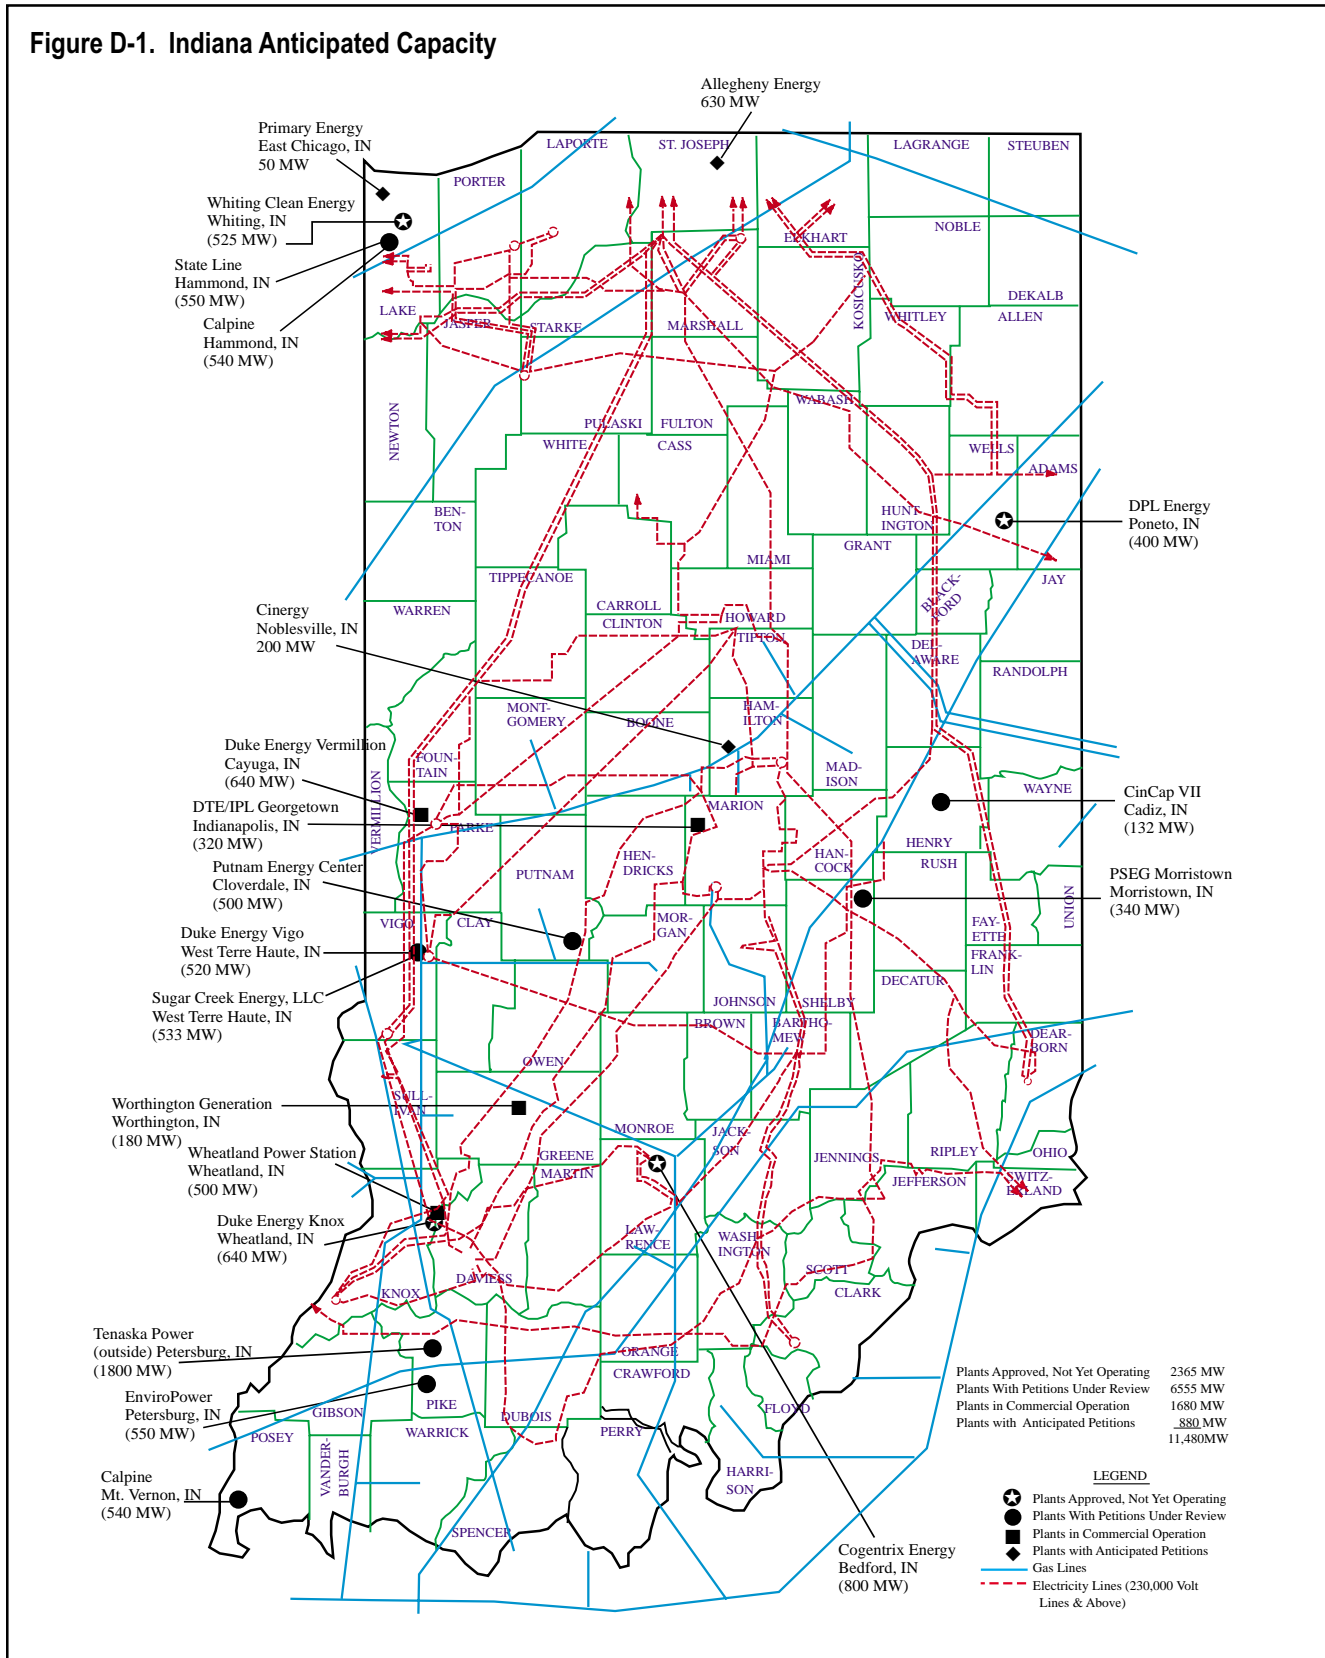 Figure D-1.  Indiana Anticipated Capacity
Allegheny Energy
630 MW
Primary Energy
East Chicago, IN
50 MW
Whiting Clean Energy
Whiting, IN
(525 MW)
State Line
Hammond, IN
(550 MW)
Calpine
Hammond, IN
(540 MW)
LAPORTE
ST. JOSEPH
LAGRANGE
STEUBEN
PORTER
NOBLE
ELKHART
KOSICUSKO
DEKALB
LAKE
JASPER
STARKE
MARSHALL
WHITLEY
ALLEN
NEWTON
WABASH
PULASKI
FULTON
WHITE
CASS
WELLS
ADAMS
BEN-
TON
HUNT-
INGTON
DPL Energy
Poneto, IN
(400 MW)
GRANT
MIAMI
TIPPECANOE
JAY
BLACK-
FORD
WARREN
CARROLL
CLINTON
HOWARD
TIPTON
Cinergy
Noblesville, IN
200 MW
DEL-
AWARE
RANDOLPH
MONT-
GOMERY
BOONE
HAM-
ILTON
Duke Energy Vermillion
Cayuga, IN
(640 MW)
FOUN-
TAIN
MAD-
ISON
VERMILLION
DTE/IPL Georgetown
Indianapolis, IN
(320 MW)
PARKE
MARION
WAYNE
CinCap VII
Cadiz, IN
(132 MW)
HENRY
Putnam Energy Center
Cloverdale, IN
(500 MW)
PUTNAM
HEN-
DRICKS
HAN-
COCK
RUSH
PSEG Morristown
Morristown, IN
(340 MW)
UNION
VIGO
CLAY
MOR-
GAN
FAY-
ETTE
Duke Energy Vigo
West Terre Haute, IN
(520 MW)
FRANK-
LIN
DECATUR
Sugar Creek Energy, LLC
West Terre Haute, IN
(533 MW)
JOHNSON
SHELBY
BROWN
BARTHO-
MEW
DEAR-
BORN
OWEN
SULL-
IVAN
Worthington Generation
Worthington, IN
(180 MW)
MONROE
JACK-
SON
GREENE
MARTIN
JENNINGS
RIPLEY
OHIO
JEFFERSON
SWITZ-
ERLAND
Wheatland Power Station
Wheatland, IN
(500 MW)
Duke Energy Knox
Wheatland, IN
(640 MW)
LAW-
RENCE
WASH
INGTON
DAVIESS
KNOX
SCOTT
CLARK
Tenaska Power
(outside) Petersburg, IN
(1800 MW)
ORANGE
CRAWFORD
EnviroPower
Petersburg, IN
(550 MW)
GIBSON
PIKE
DUBOIS
FLOYD
POSEY
VANDER-
BURGH
WARRICK
PERRY
HARRI-
SON
Calpine
Mt. Vernon, IN
(540 MW)
SPENCER
Cogentrix Energy
Bedford, IN
(800 MW)
Plants Approved, Not Yet Operating 2365 MW
Plants With Petitions Under Review 6555 MW
Plants in Commercial Operation 1680 MW
Plants with  Anticipated Petitions 880 MW
11,480MW
LEGEND
Plants Approved, Not Yet Operating
Plants With Petitions Under Review
Plants in Commercial Operation
Plants with Anticipated Petitions
Gas Lines
Electricity Lines (230,000 Volt
Lines & Above)